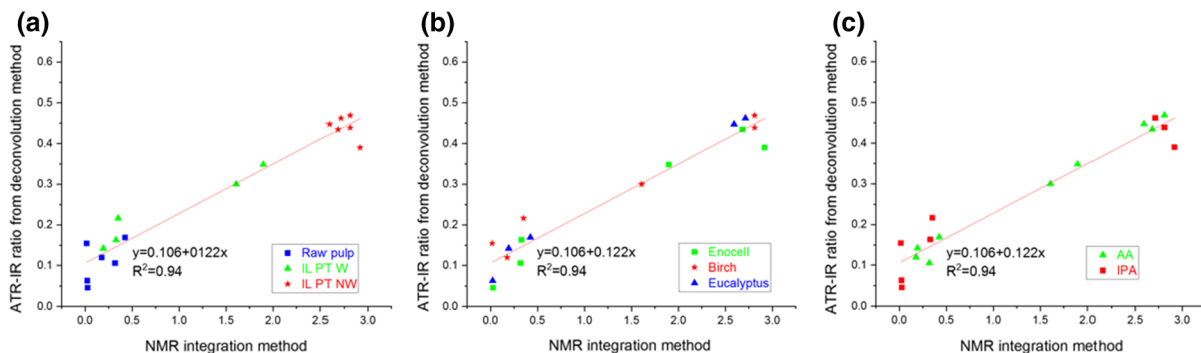 (a)
ATR-IR ratio from deconvolution method
0.6
0.5
0.4
0.3
0.2
0.1
0.0
y=0.106+0122x
R²=0.94
Raw pulp
IL PT W
IL PT NW
0.0 0.5 1.0 1.5 2.0 2.5 3.0
NMR integration method
(b)
ATR-IR ratio from deconvolution method
0.6
0.5
0.4
0.3
0.2
0.1
0.0
y=0.106+0.122x
R²=0.94
Enocell
Birch
Eucalyptus
0.0 0.5 1.0 1.5 2.0 2.5 3.0
NMR integration method
(c)
ATR-IR ratio from deconvolution method
0.6
0.5
0.4
0.3
0.2
0.1
0.0
y=0.106+0.122x
R²=0.94
AA
IPA
0.0 0.5 1.0 1.5 2.0 2.5 3.0
NMR integration method